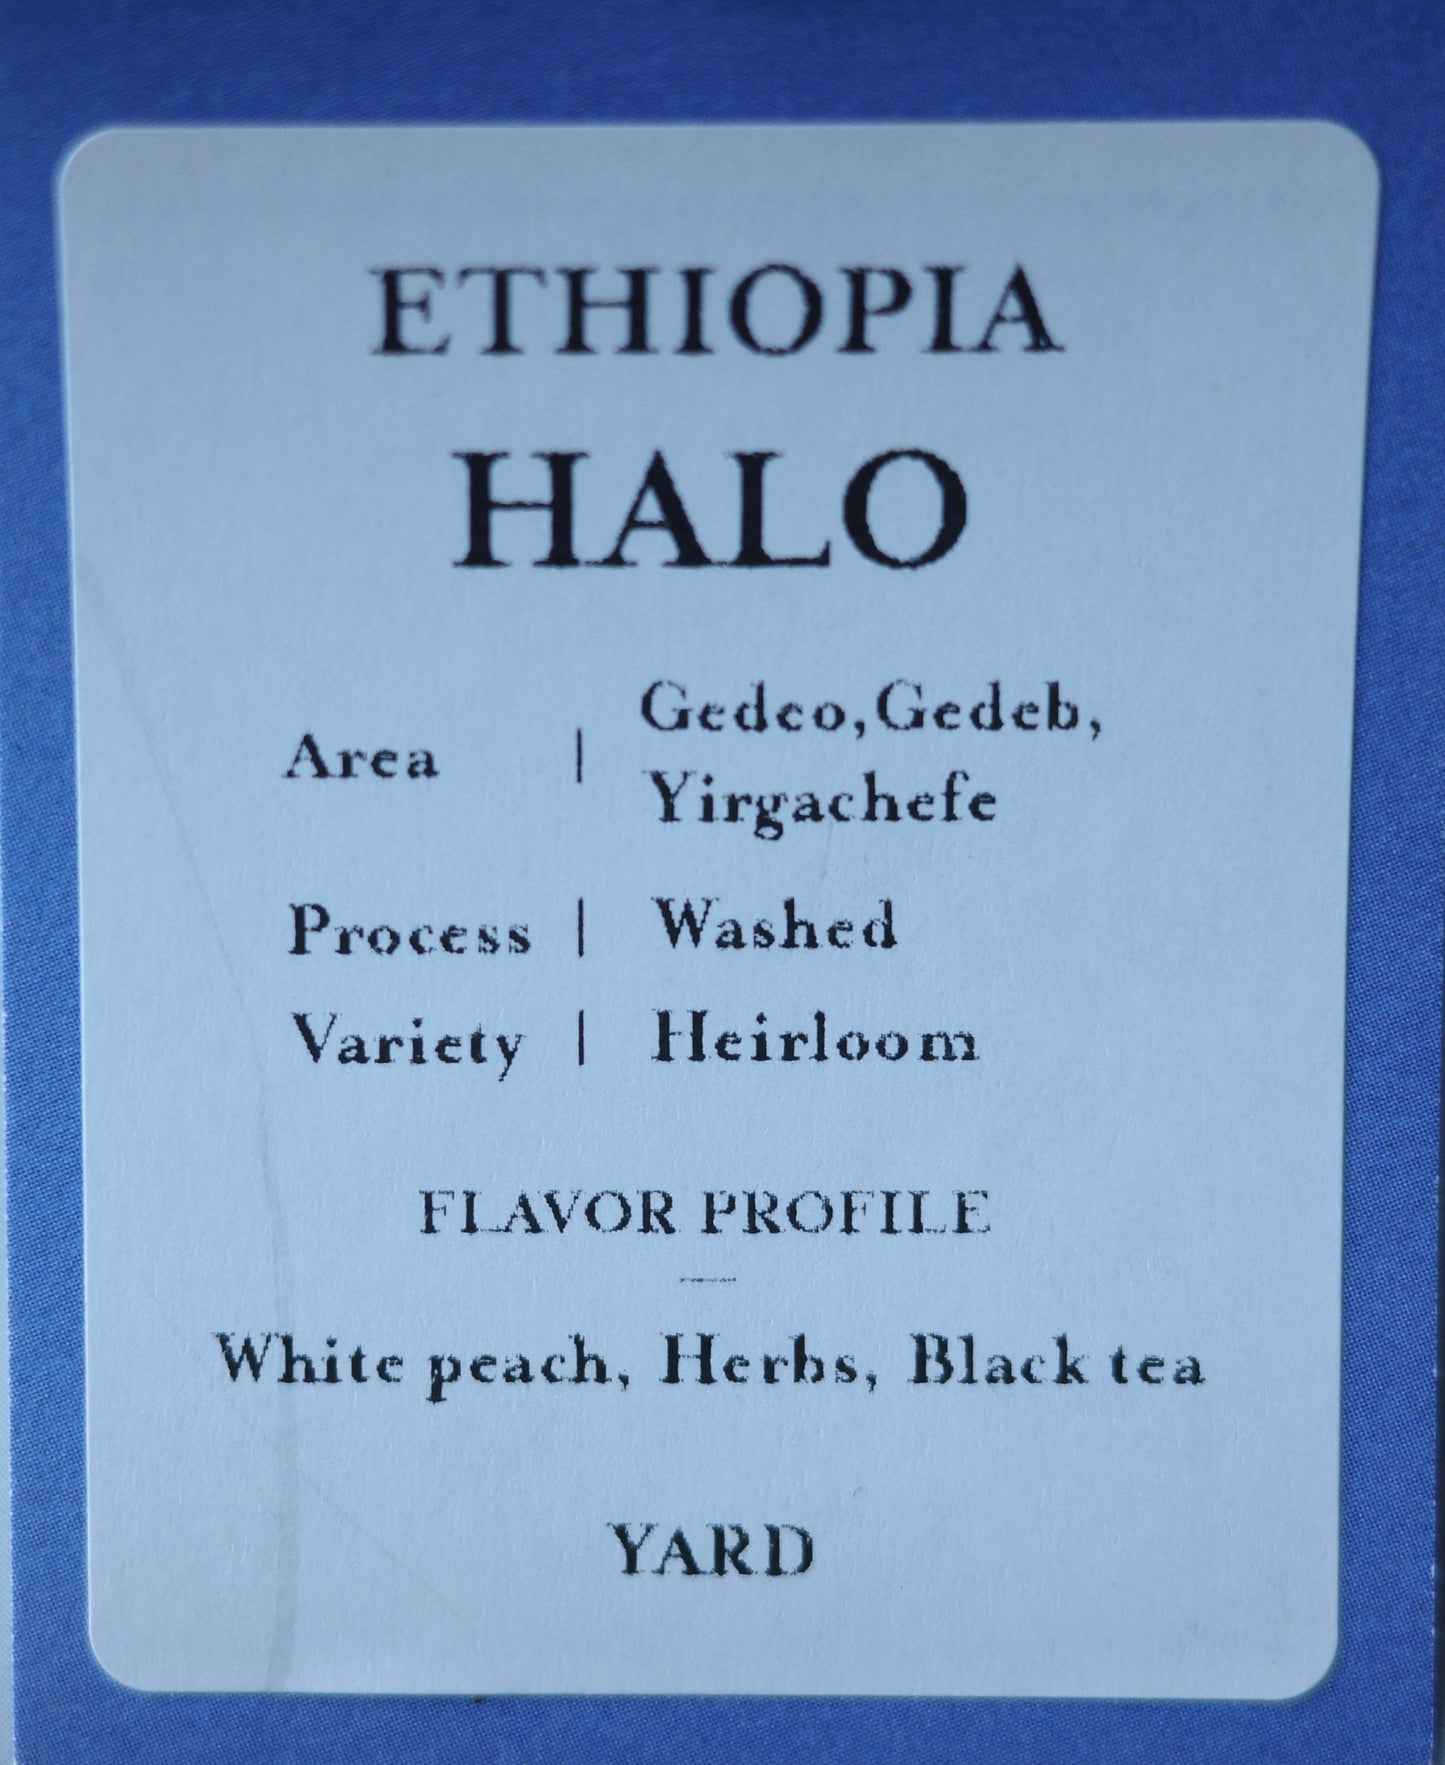 ETHIOPIA
HALO
Area | Gedeo, Gedeb,
Yirgachefe
Process | Washed
Variety | Heirloom
FLAVOR PROFILE
White peach, Herbs, Black tea
YARD